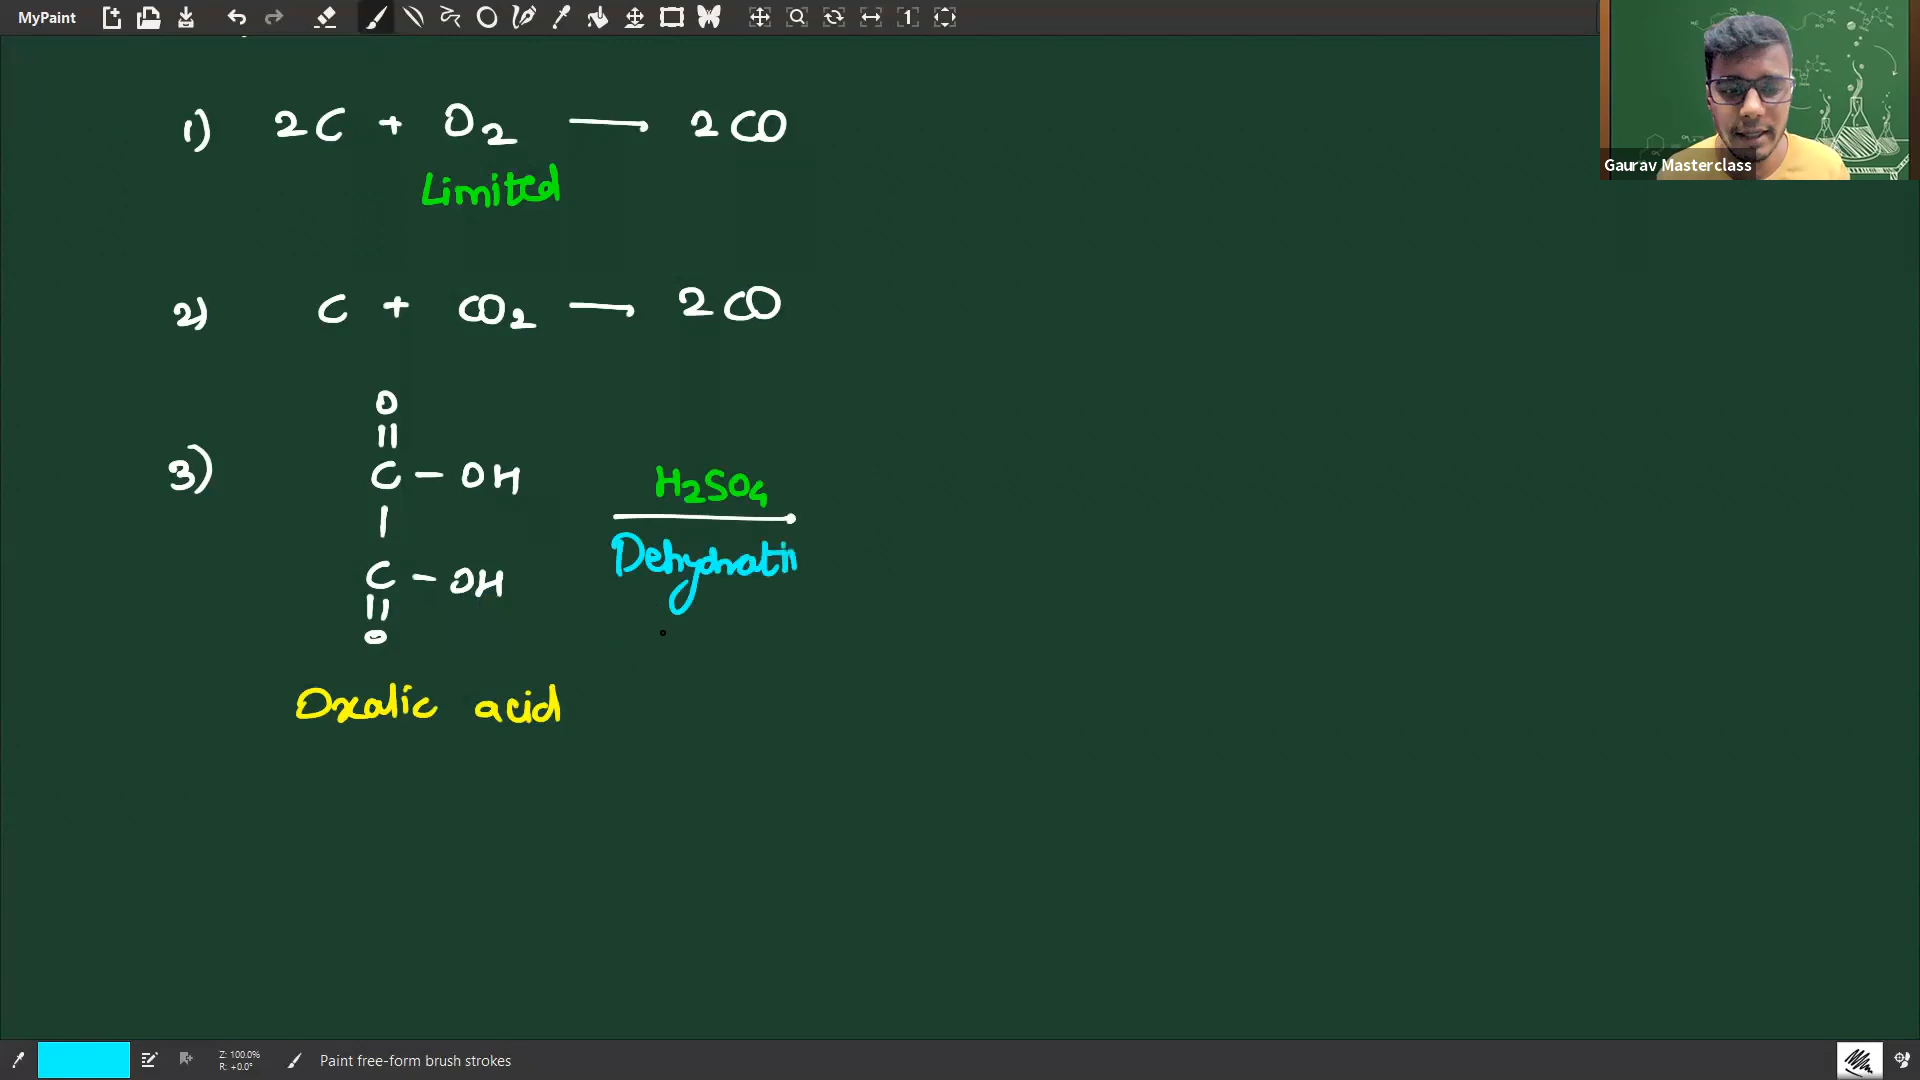 MyPaint
Gaurav Masterclass
1) 2C + O2 → 2CO
Limited
2) C + CO2 → 2CO
O
||
3) C - OH
|
H2SO4
Dehydratin
C - OH
||
O
Oxalic acid
Z: 100.0%
R: +0.0°
Paint free-form brush strokes